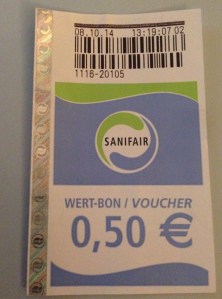 08.10.14 13:19:07 02
1116-20105
SANIFAIR
WERT-BON / VOUCHER
0,50 €